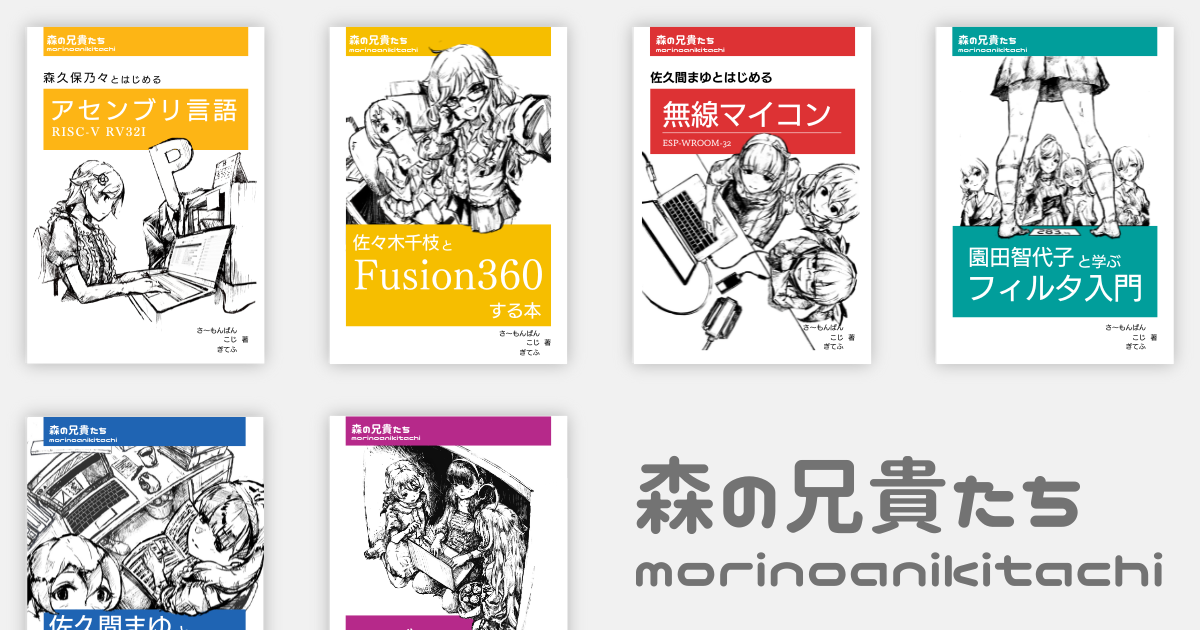 森の兄貴たち
morinoanikitachi
森久保乃々とはじめる
アセンブリ言語
RISC-V RV32I
P
さ〜もんぱん
こじ 著
ぎてふ
森の兄貴たち
morinoanikitachi
佐々木千枝と
Fusion360
する本
さ〜もんぱん
こじ 著
ぎてふ
森の兄貴たち
morinoanikitachi
佐久間まゆとはじめる
無線マイコン
ESP-WROOM-32
さ〜もんぱん
こじ 著
ぎてふ
森の兄貴たち
morinoanikitachi
園田智代子と学ぶ
フィルタ入門
さ〜もんぱん
こじ 著
ぎてふ
森の兄貴たち
morinoanikitachi
佐久間まゆ
森の兄貴たち
morinoanikitachi
森の兄貴たち
morinoanikitachi